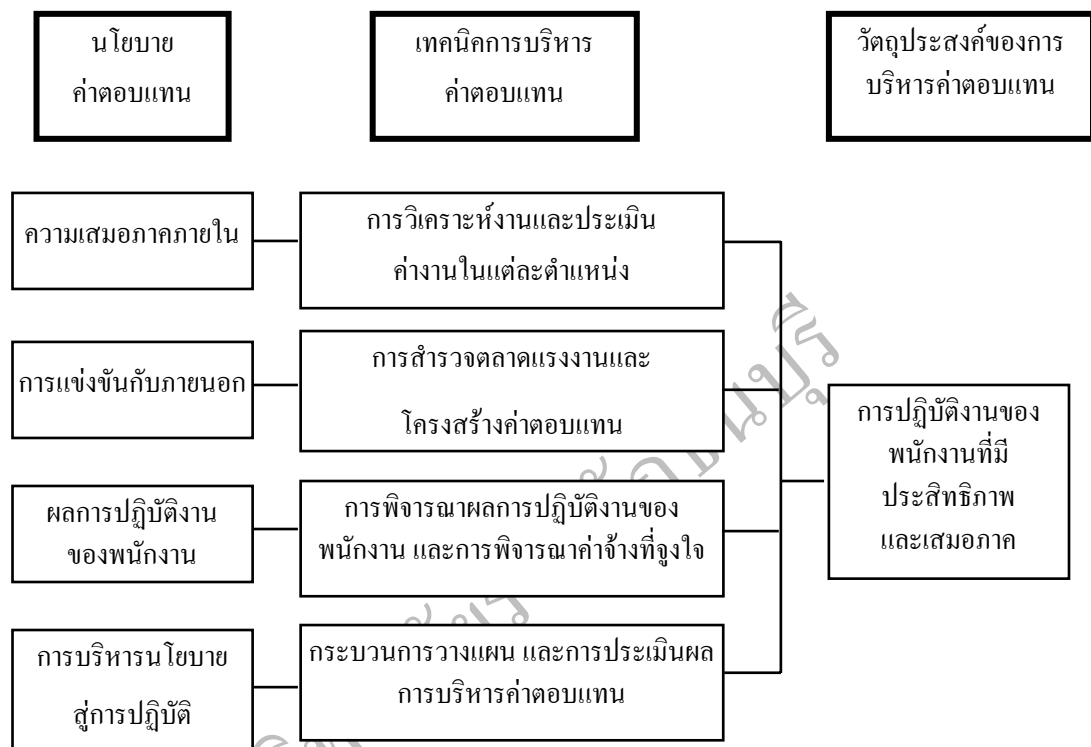 นโยบาย
ค่าตอบแทน
เทคนิคการบริหาร
ค่าตอบแทน
วัตถุประสงค์ของการ
บริหารค่าตอบแทน
ความเสมอภาคภายใน
การวิเคราะห์งานและประเมิน
ค่างานในแต่ละตำแหน่ง
การแข่งขันกับภายนอก
การสำรวจตลาดแรงงานและ
โครงสร้างค่าตอบแทน
การปฏิบัติงานของ
พนักงานที่มี
ประสิทธิภาพ
และเสมอภาค
ผลการปฏิบัติงาน
ของพนักงาน
การพิจารณาผลการปฏิบัติงานของ
พนักงาน และการพิจารณาค่าจ้างที่จูงใจ
การบริหารนโยบาย
สู่การปฏิบัติ
กระบวนการวางแผน และการประเมินผล
การบริหารค่าตอบแทน